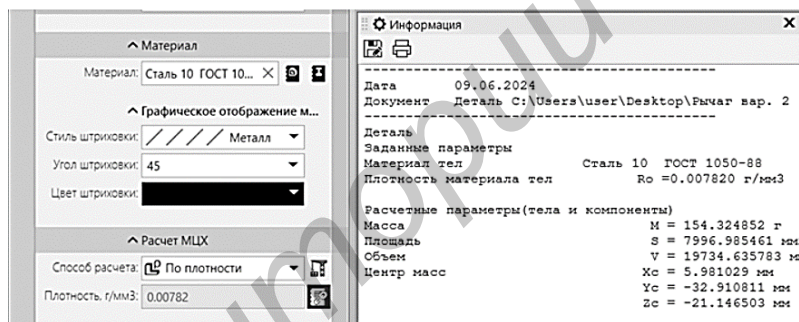 Материал
Материал: Сталь 10 ГОСТ 10...
Графическое отображение м...
Стиль штриховки: Металл
Угол штриховки: 45
Цвет штриховки:
Расчет МЦХ
Способ расчета: По плотности
Плотность, г/мм3: 0.00782
Информация
Дата 09.06.2024
Документ Деталь C:\Users\user\Desktop\Рычаг вар. 2
Деталь
Заданные параметры
Материал тел Сталь 10 ГОСТ 1050-88
Плотность материала тел Ro =0.007820 г/мм3
Расчетные параметры(тела и компоненты)
Масса M = 154.324852 г
Площадь S = 7996.985461 мм
Объем V = 19734.635783 м
Центр масс Xc = 5.981029 мм
Yc = -32.910811 мм
Zc = -21.146503 мм